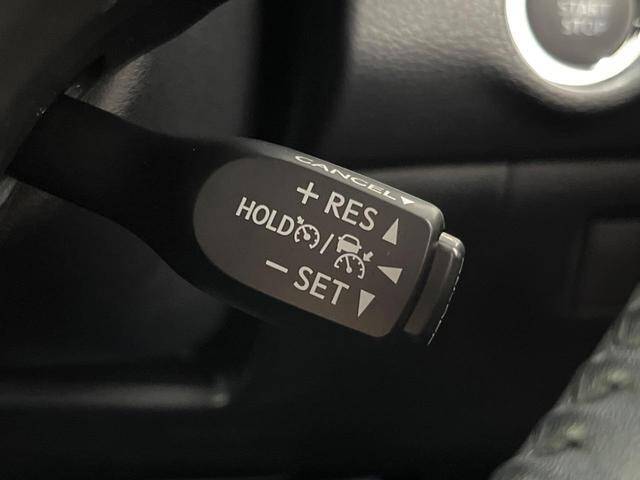 START
STOP
CANCEL▼
+ RES ▲
HOLD /
− SET ▼